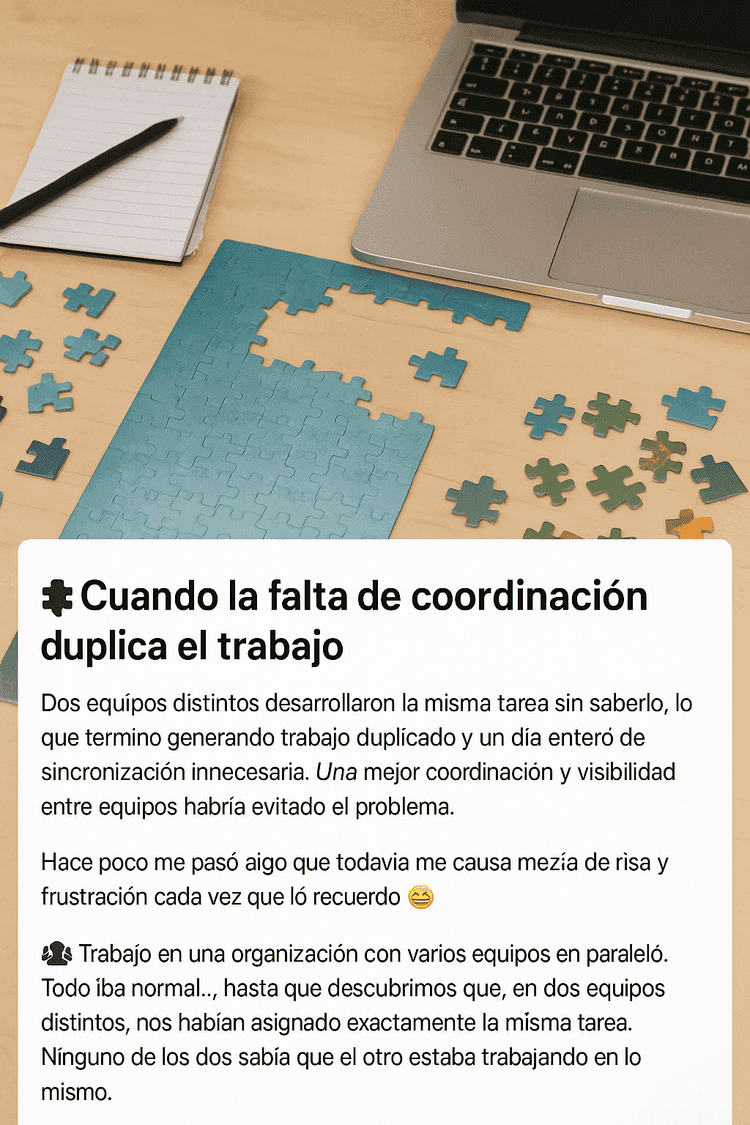 Cuando la falta de coordinación
duplica el trabajo
Dos equípos distintos desarrollaron la misma tarea sin saberlo, lo
que termino generando trabajo duplícado y un día enteró de
sincronización innecesaria. Una mejor coordinación y visibilidad
entre equipos habría evitado el problema.
Hace poco me pasó aigo que todavia me causa mezía de risa y
frustración cada vez que ló recuerdo 😄
👥 Trabajo en una organización con varios equipos en paraleló.
Todo íba normal.., hasta que descubrimos que, en dos equipos
distintos, nos habían asignado exactamente la misma tarea.
Nínguno de los dos sabía que el otro estaba trabajando en lo
mismo.